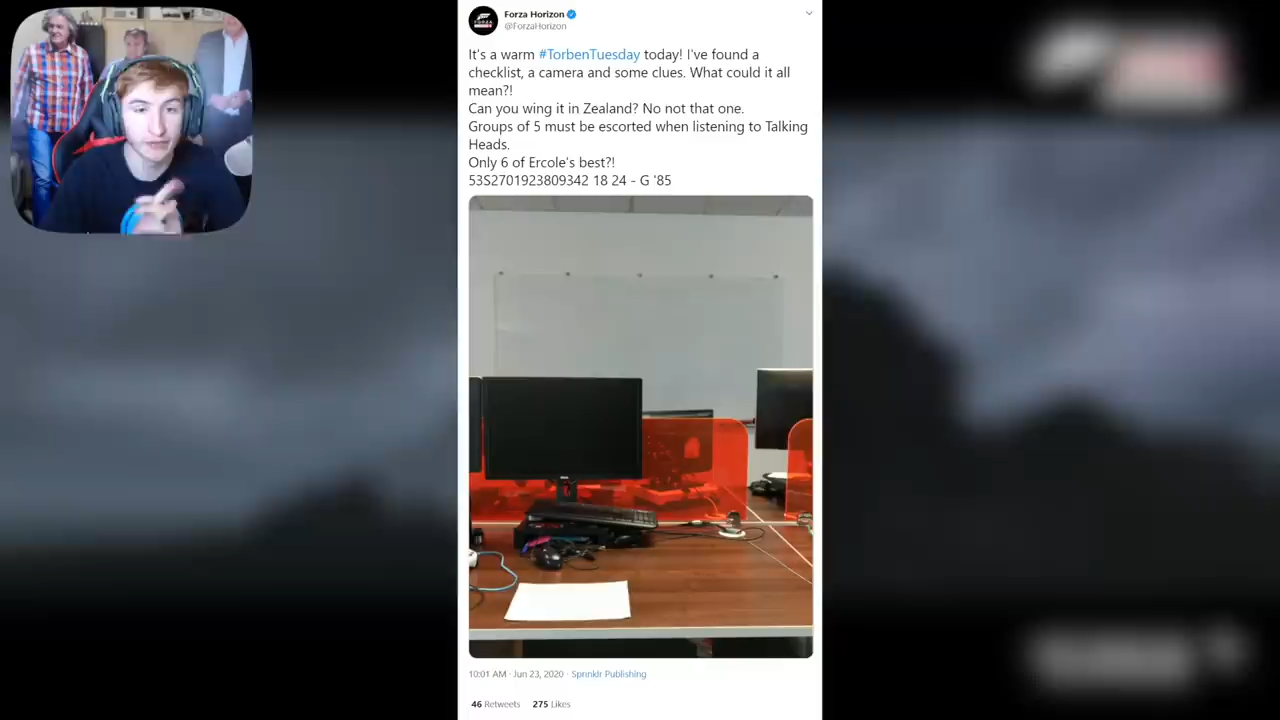 Forza Horizon
@ForzaHorizon
It's a warm #TorbenTuesday today! I've found a
checklist, a camera and some clues. What could it all
mean?!
Can you wing it in Zealand? No not that one.
Groups of 5 must be escorted when listening to Talking
Heads.
Only 6 of Ercole's best?!
53S2701923809342 18 24 - G '85
10:01 AM · Jun 23, 2020 · Sprinklr Publishing
46 Retweets 275 Likes